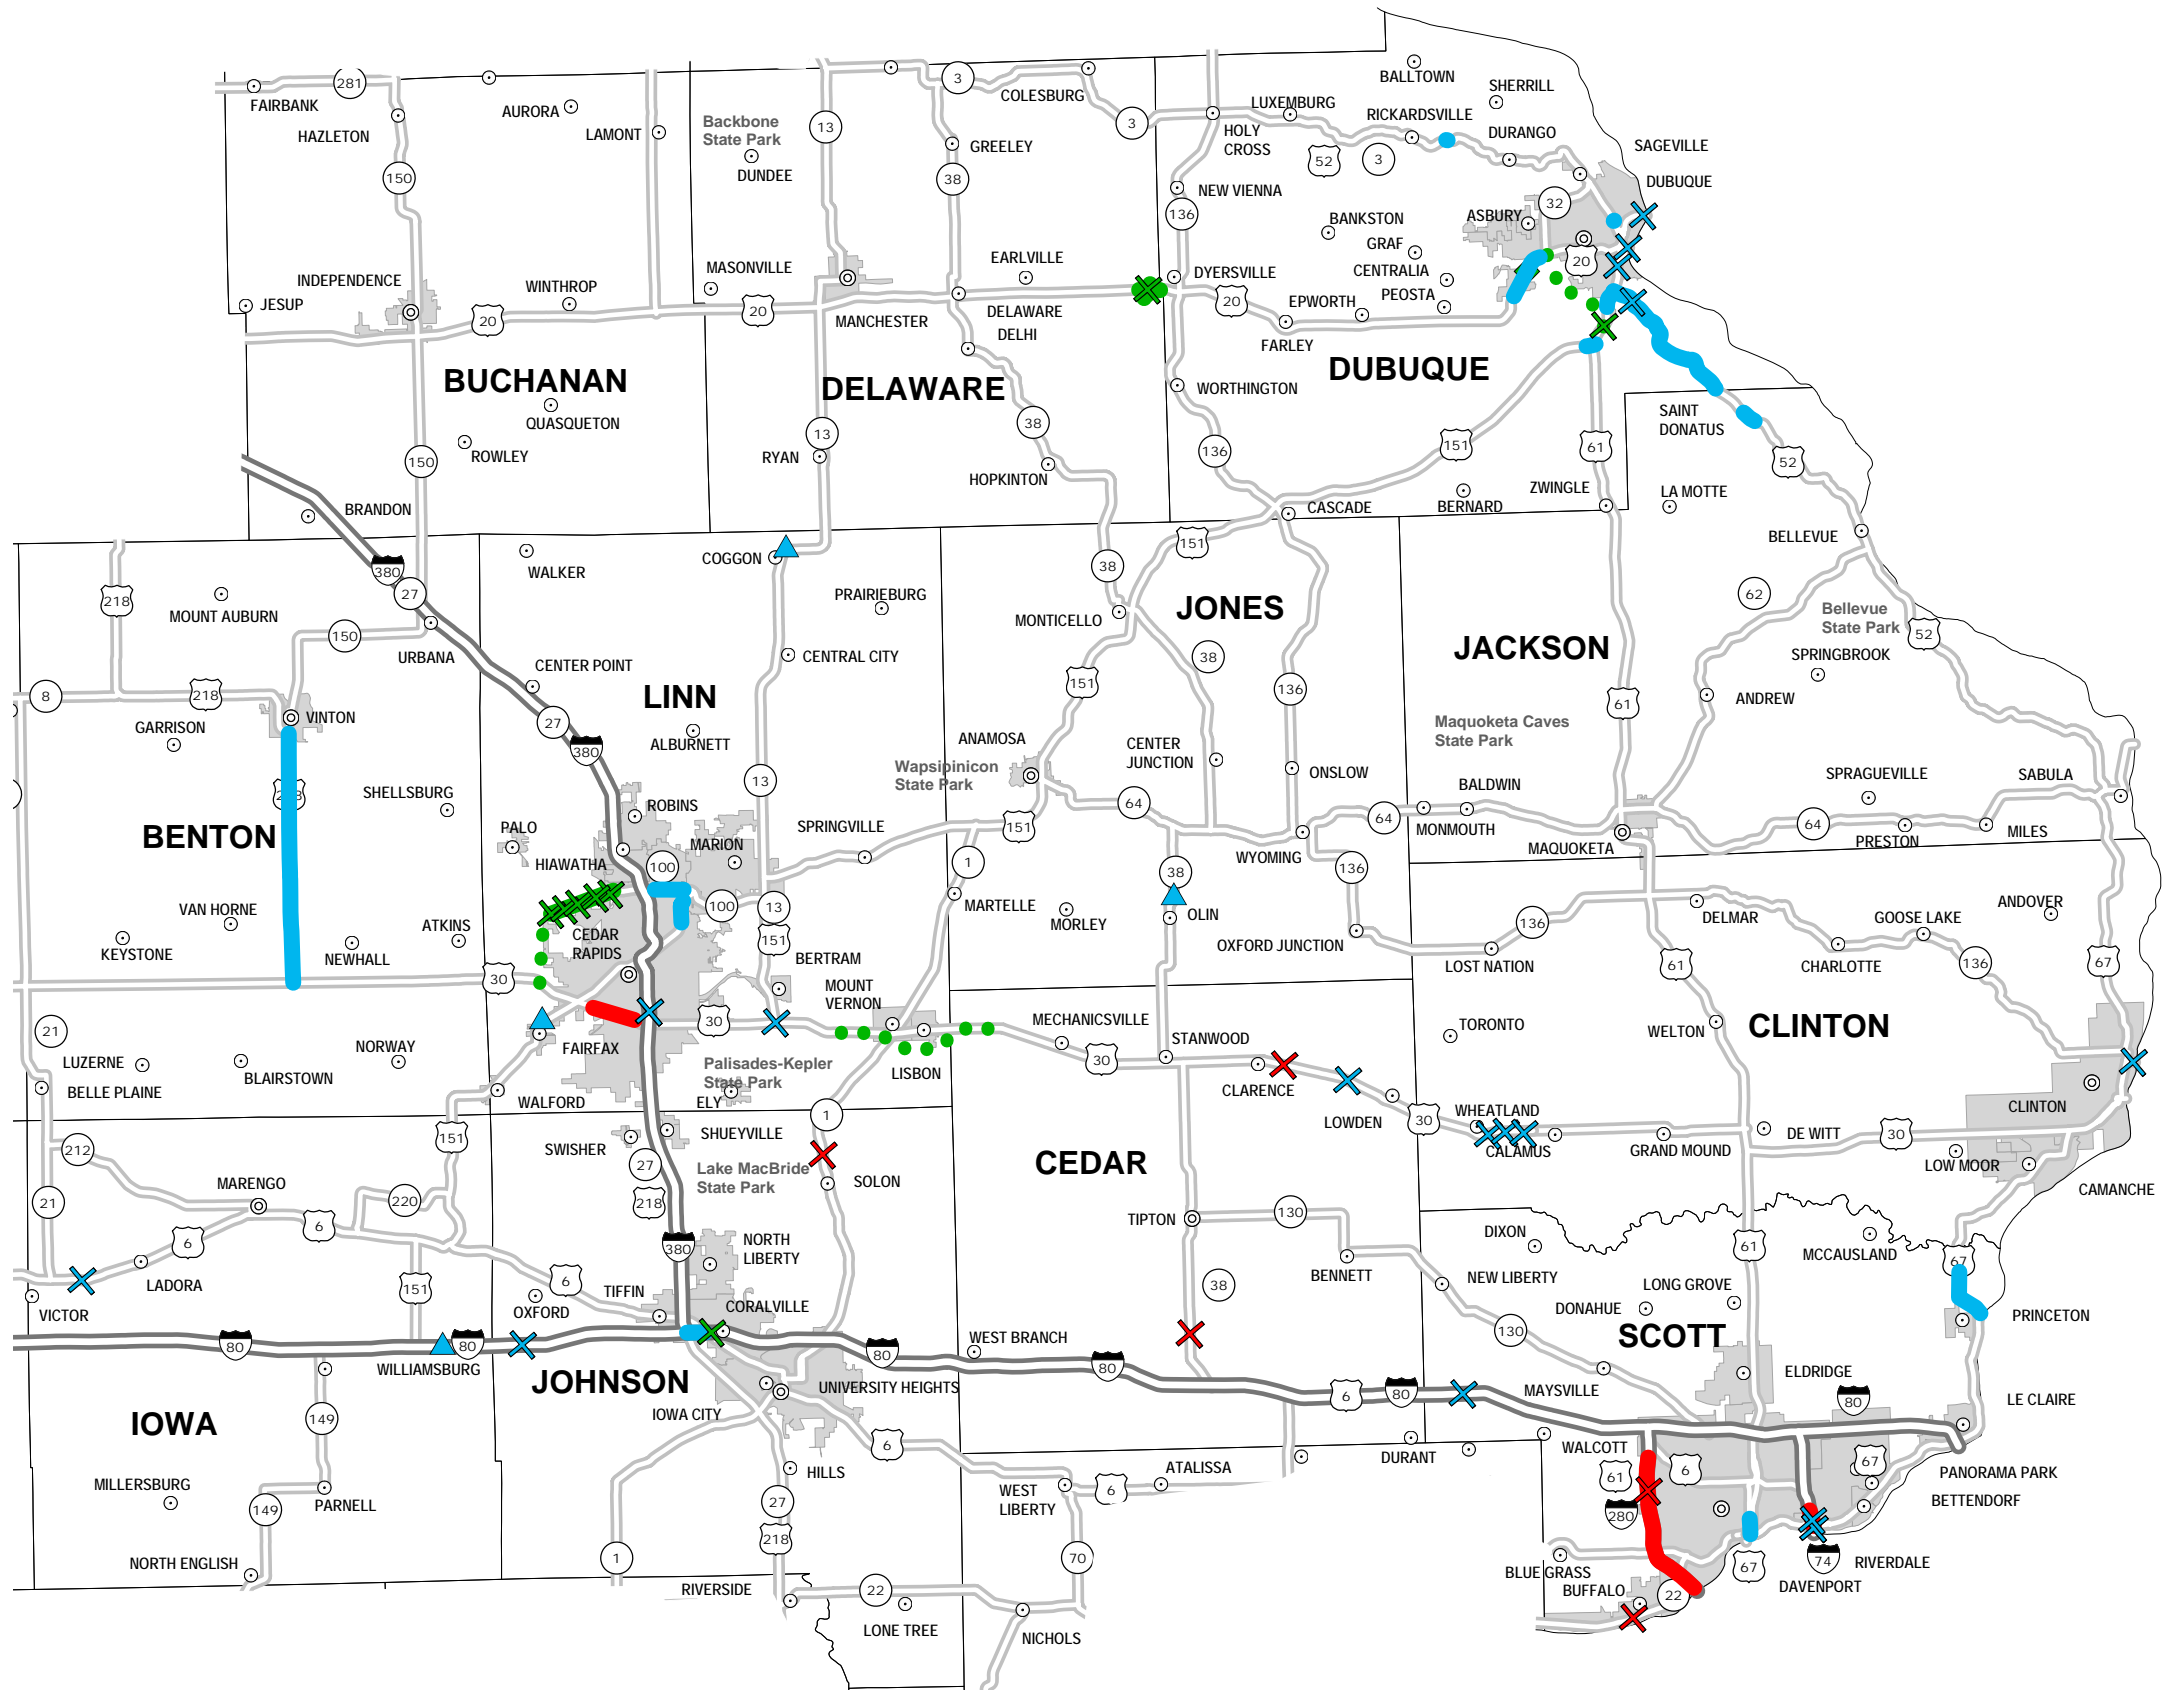 BALLTOWN
SHERRILL
281
3
FAIRBANK
AURORA
COLESBURG
LUXEMBURG
RICKARDSVILLE
HAZLETON
LAMONT
Backbone
State Park
13
3
HOLY
CROSS
DURANGO
SAGEVILLE
GREELEY
52
3
DUNDEE
DUBUQUE
150
38
NEW VIENNA
32
136
BANKSTON
ASBURY
GRAF
20
EARLVILLE
CENTRALIA
MASONVILLE
DYERSVILLE
INDEPENDENCE
WINTHROP
PEOSTA
JESUP
20
EPWORTH
20
20
MANCHESTER
DELAWARE
DELHI
FARLEY
DUBUQUE
BUCHANAN
DELAWARE
WORTHINGTON
QUASQUETON
SAINT
DONATUS
38
13
151
61
136
ROWLEY
RYAN
150
52
HOPKINTON
ZWINGLE
LA MOTTE
BRANDON
CASCADE
BERNARD
BELLEVUE
151
COGGON
380
WALKER
38
218
27
PRAIRIEBURG
62
MOUNT AUBURN
JONES
Bellevue
State Park
MONTICELLO
150
52
URBANA
CENTRAL CITY
38
JACKSON
SPRINGBROOK
CENTER POINT
151
136
8
218
LINN
ANDREW
61
VINTON
27
Maquoketa Caves
State Park
GARRISON
ALBURNETT
380
ANAMOSA
CENTER
JUNCTION
Wapsipinicon
State Park
ONSLOW
SPRAGUEVILLE
SABULA
13
BALDWIN
SHELLSBURG
ROBINS
64
64
64
PALO
SPRINGVILLE
151
MONMOUTH
MILES
BENTON
MARION
PRESTON
MAQUOKETA
HIAWATHA
1
WYOMING
100
136
38
MARTELLE
ANDOVER
VAN HORNE
100
13
OLIN
DELMAR
GOOSE LAKE
MORLEY
136
ATKINS
CEDAR
RAPIDS
151
OXFORD JUNCTION
KEYSTONE
NEWHALL
BERTRAM
LOST NATION
61
CHARLOTTE
136
67
30
MOUNT
VERNON
30
MECHANICSVILLE
TORONTO
CLINTON
21
WELTON
NORWAY
FAIRFAX
STANWOOD
30
LUZERNE
BLAIRSTOWN
Palisades-Kepler
State Park
LISBON
CLARENCE
BELLE PLAINE
WALFORD
ELY
CLINTON
1
LOWDEN
30
WHEATLAND
151
SHUEYVILLE
DE WITT
30
212
SWISHER
CALAMUS
GRAND MOUND
27
Lake MacBride
State Park
CEDAR
LOW MOOR
MARENGO
SOLON
CAMANCHE
21
220
218
130
TIPTON
6
DIXON
6
380
NORTH
LIBERTY
61
MCCAUSLAND
67
LADORA
6
BENNETT
NEW LIBERTY
LONG GROVE
151
TIFFIN
38
VICTOR
OXFORD
CORALVILLE
DONAHUE
PRINCETON
WEST BRANCH
130
SCOTT
80
80
80
WILLIAMSBURG
JOHNSON
80
ELDRIDGE
UNIVERSITY HEIGHTS
6
80
MAYSVILLE
80
LE CLAIRE
IOWA
149
IOWA CITY
6
WALCOTT
DURANT
67
HILLS
ATALISSA
61
6
PANORAMA PARK
MILLERSBURG
WEST
LIBERTY
6
BETTENDORF
149
PARNELL
27
280
218
NORTH ENGLISH
1
70
BLUE GRASS
67
74
RIVERDALE
RIVERSIDE
22
BUFFALO
22
DAVENPORT
LONE TREE
NICHOLS